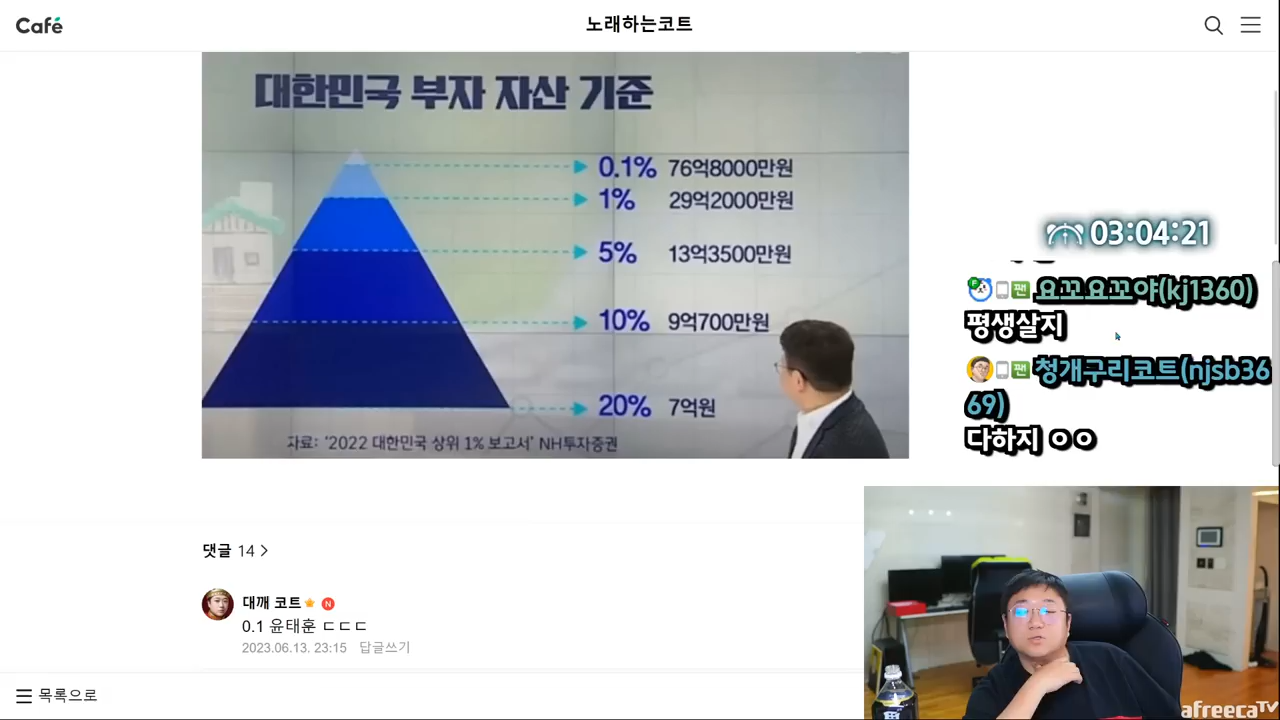 Café
노래하는코트
대한민국 부자 자산 기준
0.1% 76억8000만원
1% 29억2000만원
5% 13억3500만원
10% 9억700만원
20% 7억원
자료: '2022 대한민국 상위 1% 보고서' NH투자증권
03:04:21
요꼬요꼬야(kj1360)
평생살지
청개구리코트(njsb36
69)
다하지 ㅇㅇ
댓글 14
대깨 코트 N
0.1 윤태훈 ㄷㄷㄷ
2023.06.13. 23:15 답글쓰기
목록으로
afreecaTV